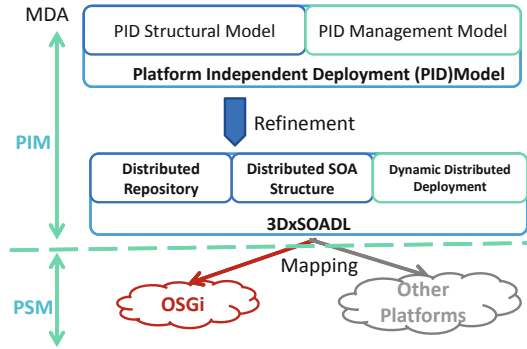 MDA
PID Structural Model
PID Management Model
Platform Independent Deployment (PID)Model
Refinement
PIM
Distributed
Repository
Distributed SOA
Structure
Dynamic Distributed
Deployment
3DxSOADL
Mapping
PSM
OSGi
Other
Platforms